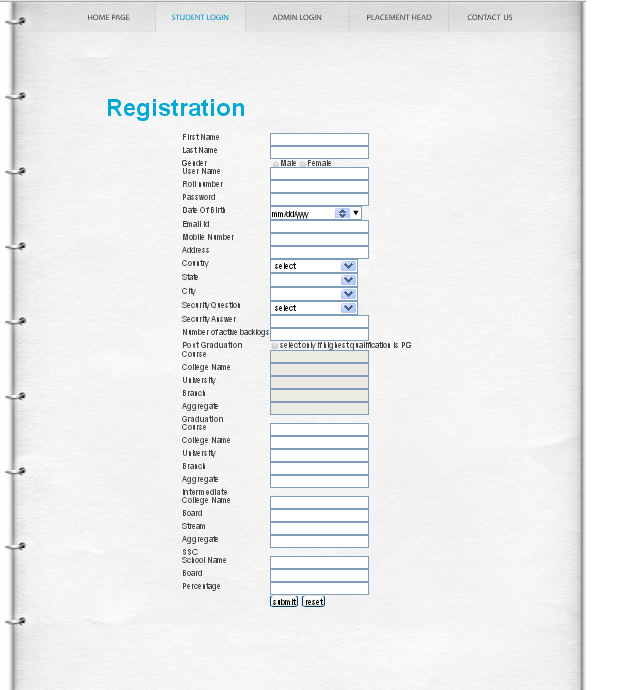 HOME PAGE STUDENT LOGIN ADMIN LOGIN PLACEMENT HEAD CONTACT US
Registration
First Name
Last Name
Gender Male Female
User Name
Roll number
Password
Date Of Birth mm/dd/yyyy
Email Id
Mobile Number
Address
Country select
State
City
Security Question select
Security Answer
Number of active backlogs
Post Graduation select only if highest qualification is PG
Course
College Name
University
Branch
Aggregate
Graduation
Course
College Name
University
Branch
Aggregate
Intermediate
College Name
Board
Stream
Aggregate
SSC
School Name
Board
Percentage
submit reset